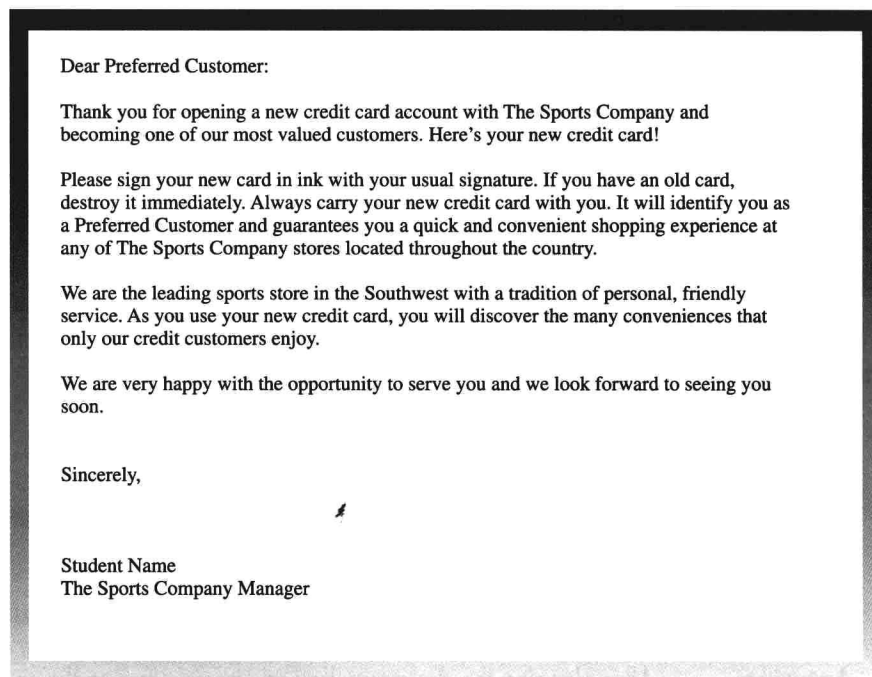 Dear Preferred Customer:
Thank you for opening a new credit card account with The Sports Company and
becoming one of our most valued customers. Here's your new credit card!
Please sign your new card in ink with your usual signature. If you have an old card,
destroy it immediately. Always carry your new credit card with you. It will identify you as
a Preferred Customer and guarantees you a quick and convenient shopping experience at
any of The Sports Company stores located throughout the country.
We are the leading sports store in the Southwest with a tradition of personal, friendly
service. As you use your new credit card, you will discover the many conveniences that
only our credit customers enjoy.
We are very happy with the opportunity to serve you and we look forward to seeing you
soon.
Sincerely,
Student Name
The Sports Company Manager